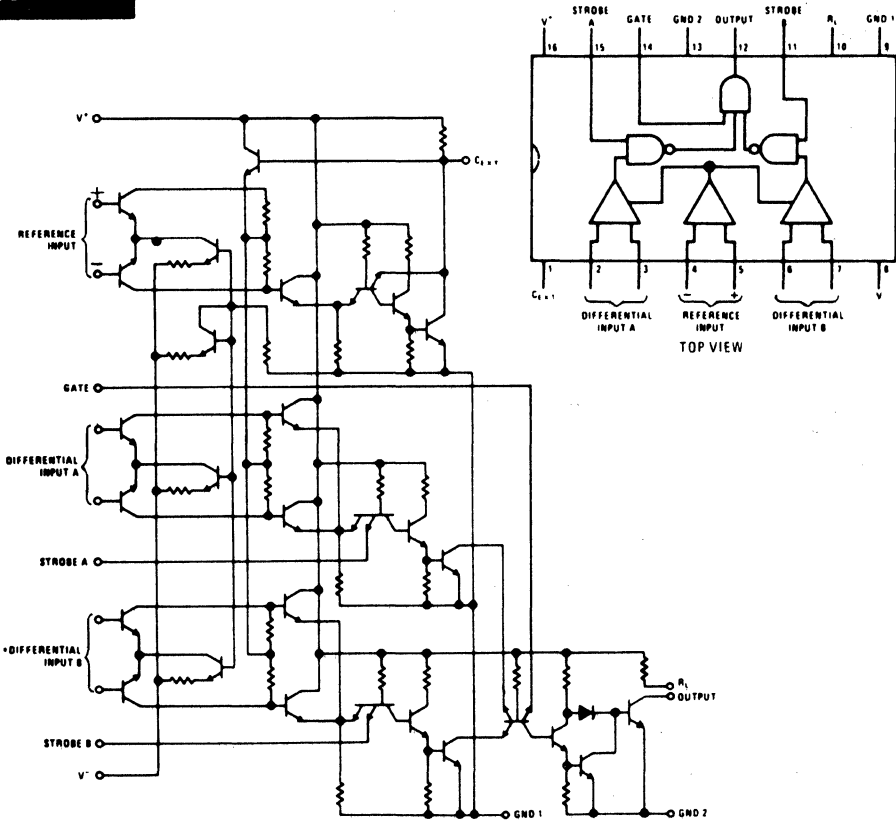 STROBE
V+ A GATE GND 2 OUTPUT STROBE RL GND 1
16 15 14 13 12 11 10 9
1 2 3 4 5 6 7 8
− +
CEXT DIFFERENTIAL INPUT A REFERENCE INPUT DIFFERENTIAL INPUT B V
TOP VIEW
V+
CEXT
+
REFERENCE
INPUT
−
GATE
DIFFERENTIAL
INPUT A
STROBE A
*DIFFERENTIAL
INPUT B
RL
OUTPUT
STROBE B
V−
GND 1
GND 2